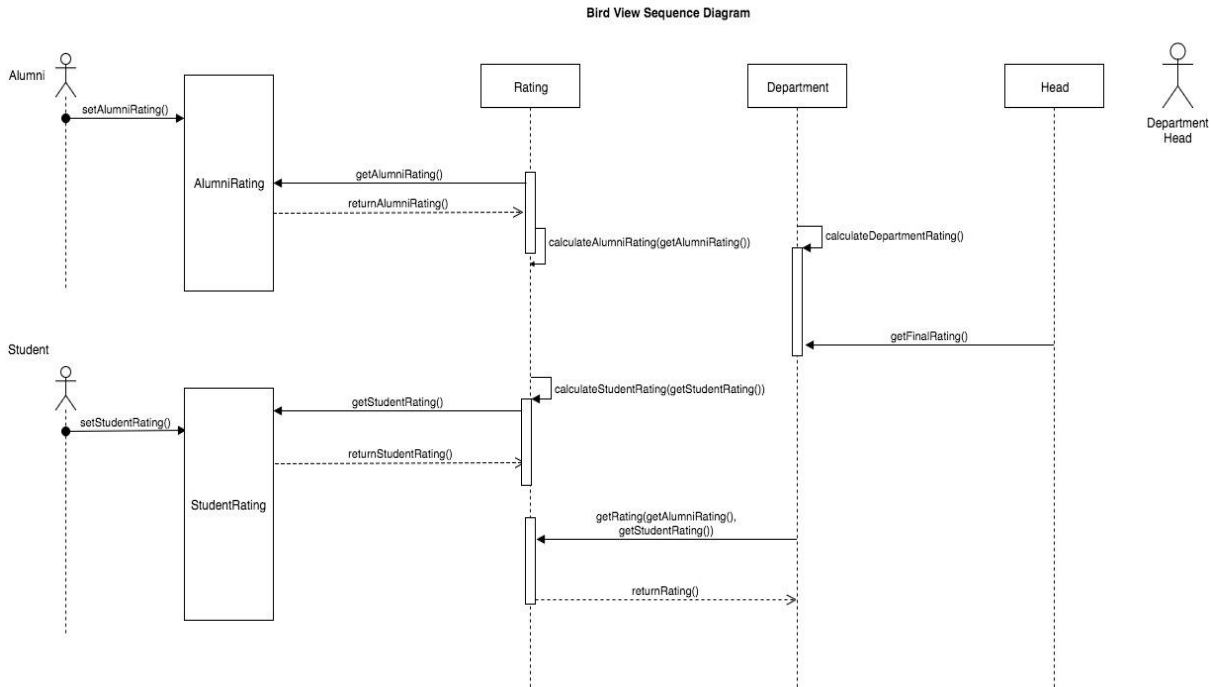 Bird View Sequence Diagram
Alumni
Rating
Department
Head
Department
Head
setAlumniRating()
AlumniRating
getAlumniRating()
returnAlumniRating()
calculateAlumniRating(getAlumniRating())
calculateDepartmentRating()
getFinalRating()
Student
calculateStudentRating(getStudentRating())
getStudentRating()
setStudentRating()
returnStudentRating()
StudentRating
getRating(getAlumniRating(),
getStudentRating())
returnRating()